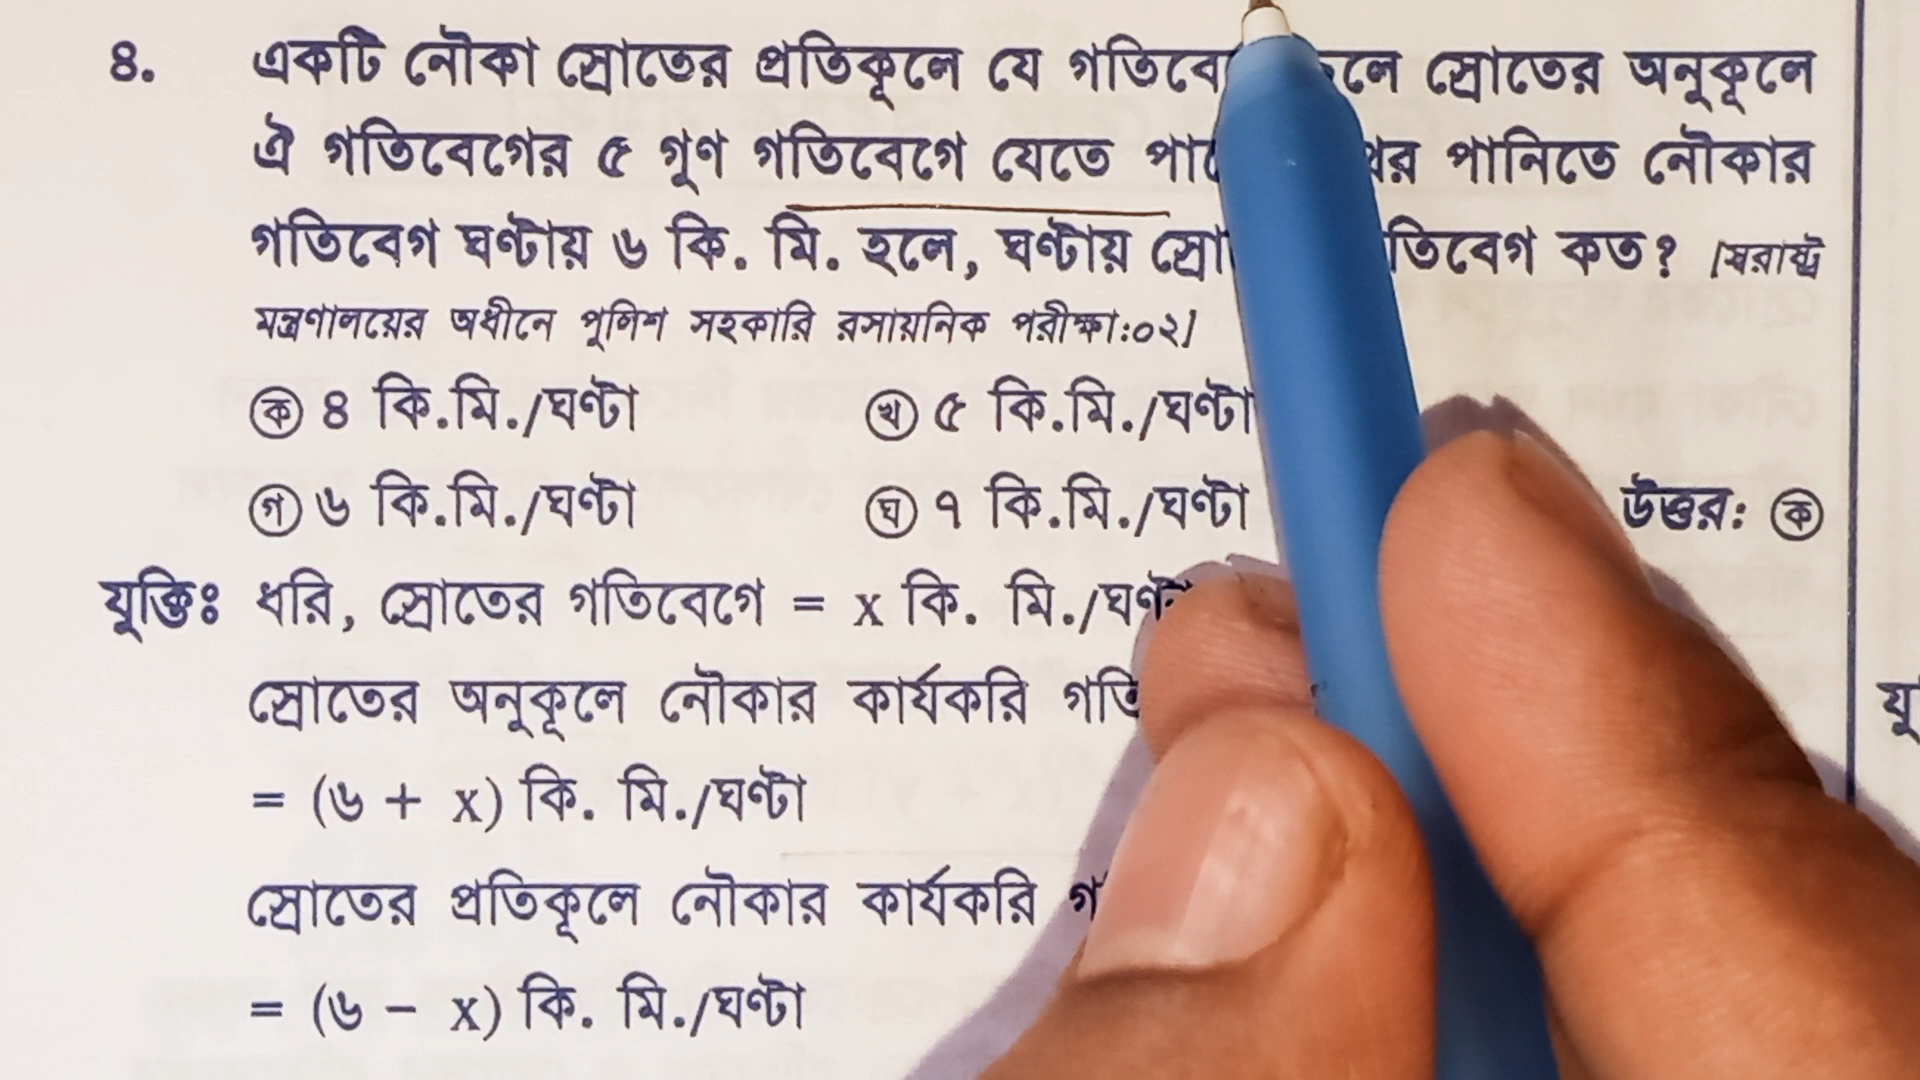 ৪. একটি নৌকা স্রোতের প্রতিকূলে যে স্রোতের অনুকূলে
ঐ গতিবেগের ৫ গুণ গতিবেগে যেতে পানিতে নৌকার
গতিবেগ ঘণ্টায় ৬ কি. মি. হলে, ঘণ্টায় কত? [স্বরাষ্ট্র
মন্ত্রণালয়ের অধীনে পুলিশ সহকারি রসায়নিক পরীক্ষা:০২]
ক ৪ কি.মি./ঘণ্টা খ ৫ কি.মি./ঘণ্টা
গ ৬ কি.মি./ঘণ্টা ঘ ৭ কি.মি./ঘণ্টা উত্তর: ক
যুক্তিঃ ধরি, স্রোতের গতিবেগে = x কি. মি./ঘণ্টা
স্রোতের অনুকূলে নৌকার কার্যকরি
= (৬ + x) কি. মি./ঘণ্টা
স্রোতের প্রতিকূলে নৌকার কার্যকরি
= (৬ − x) কি. মি./ঘণ্টা